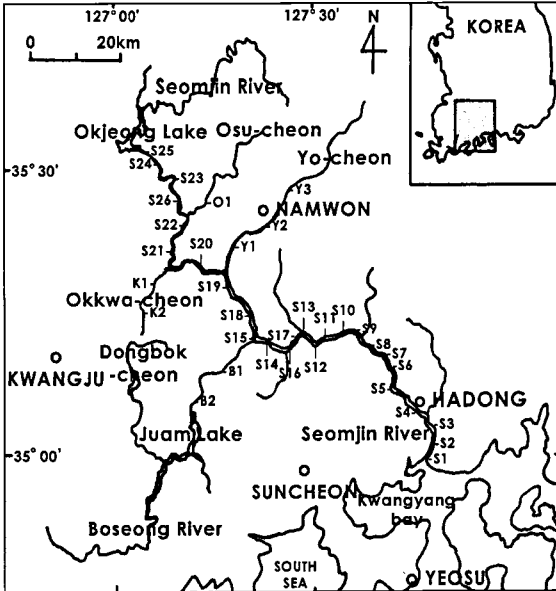 127° 00'
127° 30'
N
KOREA
0 20km
Seomjin River
Okjeong Lake
Osu-cheon
Yo-cheon
35° 30'
S25
S24
S23
S26
O1
Y3
NAMWON
Y2
S22
S21
S20
Y1
K1
S19
Okkwa-cheon
K2
S18
S13
S10
S11
S9
S15
S17
S8
Dongbok
-cheon
S14
S12
S7
S16
S6
KWANGJU
B1
S5
B2
HADONG
S4
S3
Juam Lake
Seomjin River
S2
35° 00'
S1
SUNCHEON
Kwangyang
bay
Boseong River
SOUTH
SEA
YEOSU